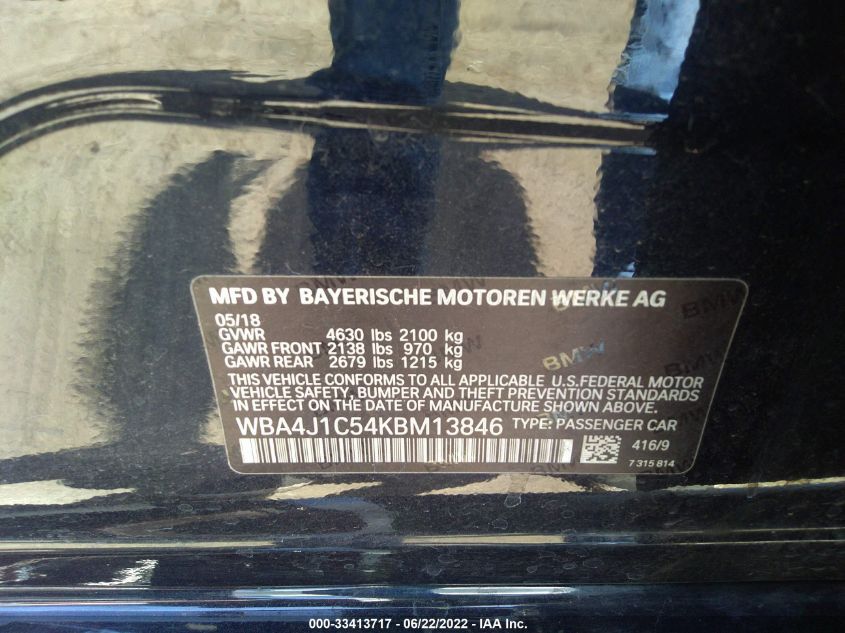 MFD BY BAYERISCHE MOTOREN WERKE AG
05/18
GVWR 4630 lbs 2100 kg
GAWR FRONT 2138 lbs 970 kg
GAWR REAR 2679 lbs 1215 kg
THIS VEHICLE CONFORMS TO ALL APPLICABLE U.S.FEDERAL MOTOR
VEHICLE SAFETY, BUMPER AND THEFT PREVENTION STANDARDS
IN EFFECT ON THE DATE OF MANUFACTURE SHOWN ABOVE.
WBA4J1C54KBM13846 TYPE: PASSENGER CAR
416/9
7 315 814
BMW
BMW
000-33413717 - 06/22/2022 - IAA Inc.